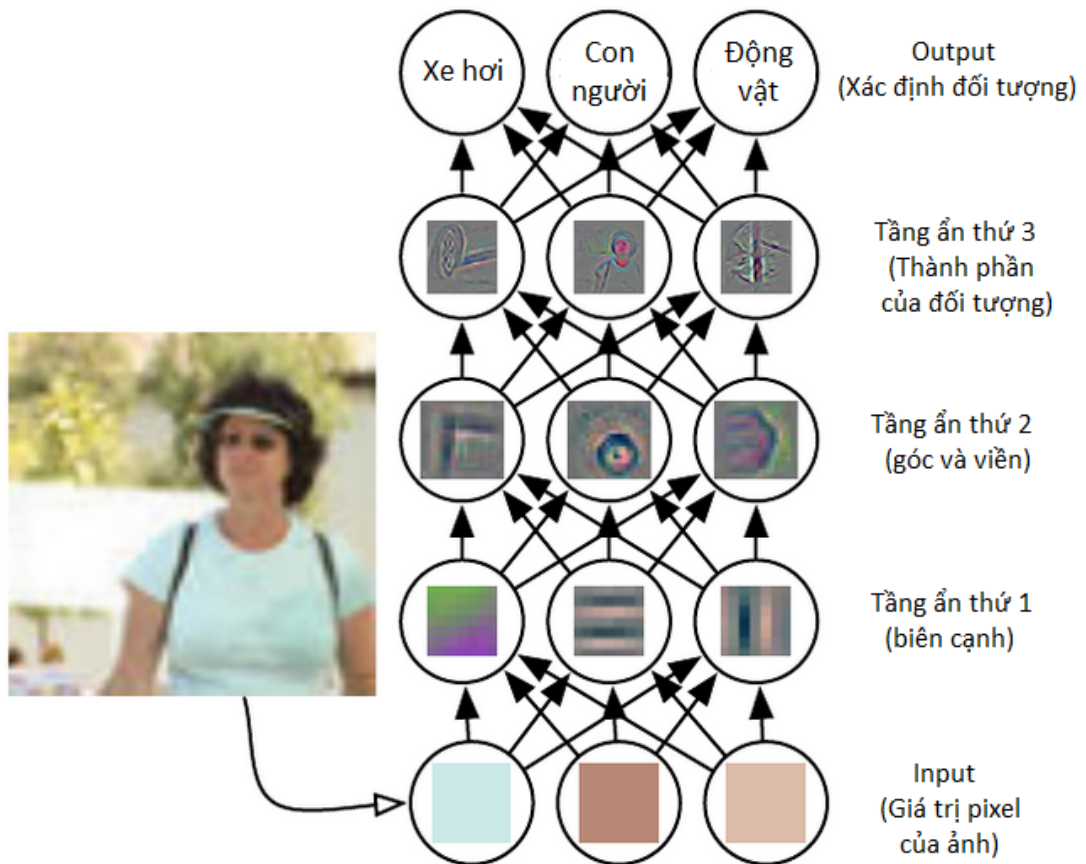 Xe hơi
Con
người
Động
vật
Output
(Xác định đối tượng)
Tầng ẩn thứ 3
(Thành phần
của đối tượng)
Tầng ẩn thứ 2
(góc và viền)
Tầng ẩn thứ 1
(biên cạnh)
Input
(Giá trị pixel
của ảnh)